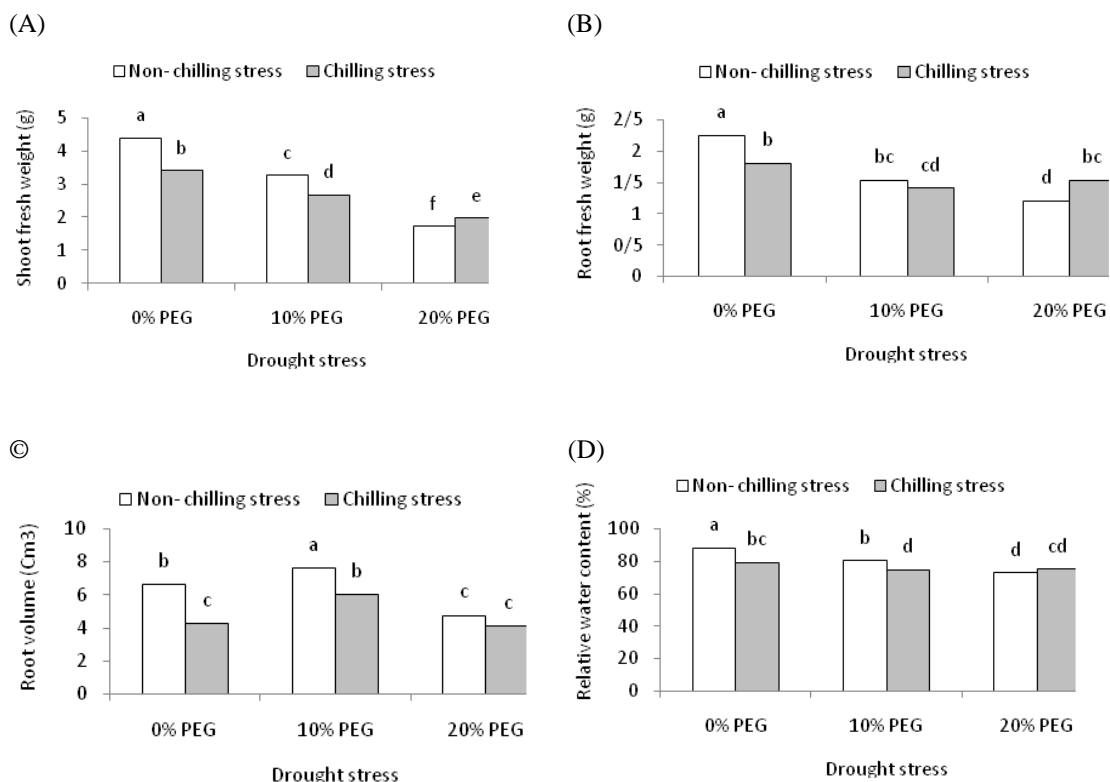 (A)
Non- chilling stress Chilling stress
Shoot fresh weight (g)
5
4
3
2
1
0
a
b
c
d
f
e
0% PEG 10% PEG 20% PEG
Drought stress
(B)
Non- chilling stress Chilling stress
Root fresh weight (g)
2/5
2
1/5
1
0/5
0
a
b
bc
cd
d
bc
0% PEG 10% PEG 20% PEG
Drought stress
©
Non- chilling stress Chilling stress
Root volume (Cm3)
10
8
6
4
2
0
b
c
a
b
c
c
0% PEG 10% PEG 20% PEG
Drought stress
(D)
Non- chilling stress Chilling stress
Relative water content (%)
100
80
60
40
20
0
a
bc
b
d
d
cd
0% PEG 10% PEG 20% PEG
Drought stress